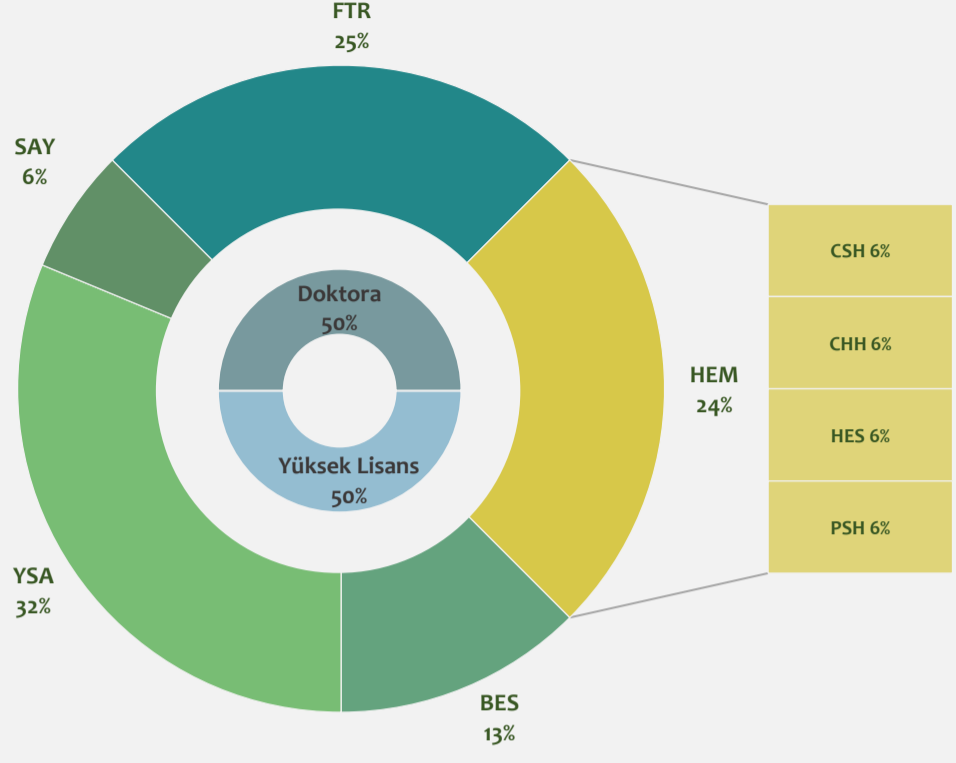 FTR
25%
SAY
6%
Doktora
50%
Yüksek Lisans
50%
HEM
24%
YSA
32%
BES
13%
CSH 6%
CHH 6%
HES 6%
PSH 6%